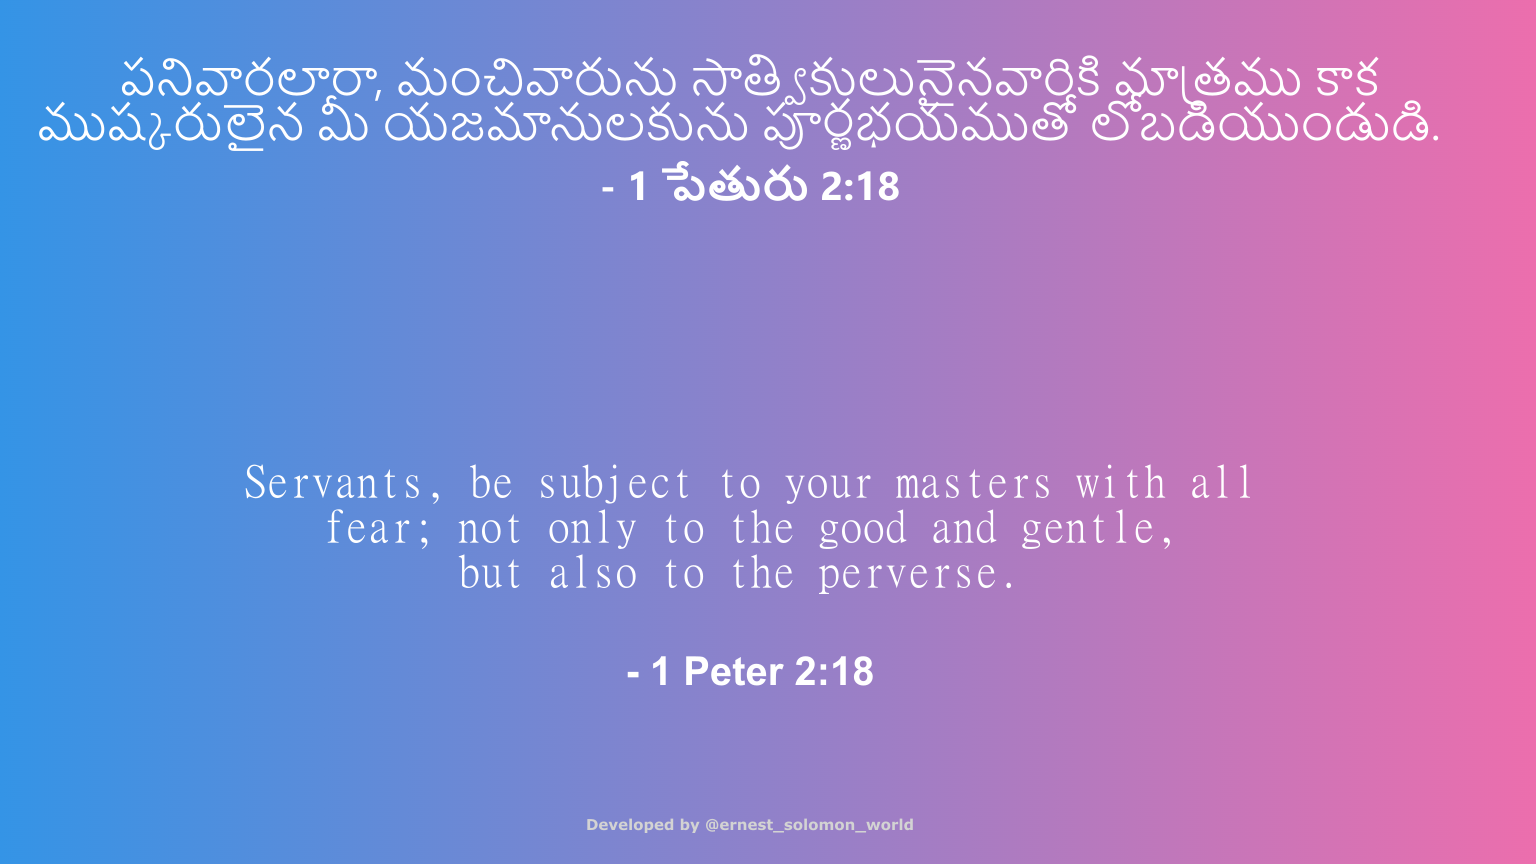 పనివారలారా, మంచివారును సాత్వికులునైనవారికి మాత్రము కాక
ముష్కరులైన మీ యజమానులకును పూర్ణభయముతో లోబడియుండుడి.
- 1 పేతురు 2:18
Servants, be subject to your masters with all
fear; not only to the good and gentle,
but also to the perverse.
- 1 Peter 2:18
Developed by @ernest_solomon_world